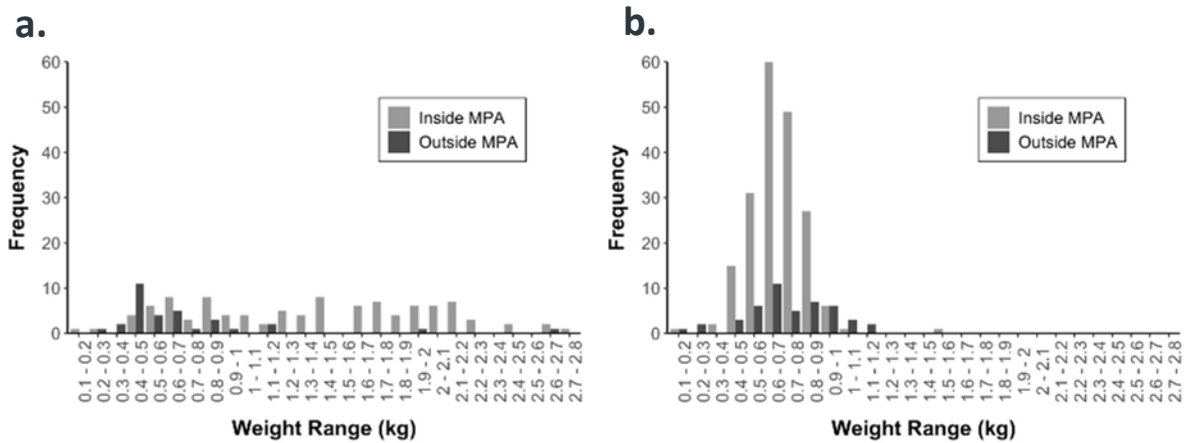 a.
60
50
40
30
20
10
0
Frequency
Inside MPA
Outside MPA
0.1 - 0.2
0.2 - 0.3
0.3 - 0.4
0.4 - 0.5
0.5 - 0.6
0.6 - 0.7
0.7 - 0.8
0.8 - 0.9
0.9 - 1
1 - 1.1
1.1 - 1.2
1.2 - 1.3
1.3 - 1.4
1.4 - 1.5
1.5 - 1.6
1.6 - 1.7
1.7 - 1.8
1.8 - 1.9
1.9 - 2
2 - 2.1
2.1 - 2.2
2.2 - 2.3
2.3 - 2.4
2.4 - 2.5
2.5 - 2.6
2.6 - 2.7
2.7 - 2.8
Weight Range (kg)
b.
60
50
40
30
20
10
0
Frequency
Inside MPA
Outside MPA
0.1 - 0.2
0.2 - 0.3
0.3 - 0.4
0.4 - 0.5
0.5 - 0.6
0.6 - 0.7
0.7 - 0.8
0.8 - 0.9
0.9 - 1
1 - 1.1
1.1 - 1.2
1.2 - 1.3
1.3 - 1.4
1.4 - 1.5
1.5 - 1.6
1.6 - 1.7
1.7 - 1.8
1.8 - 1.9
1.9 - 2
2 - 2.1
2.1 - 2.2
2.2 - 2.3
2.3 - 2.4
2.4 - 2.5
2.5 - 2.6
2.6 - 2.7
2.7 - 2.8
Weight Range (kg)